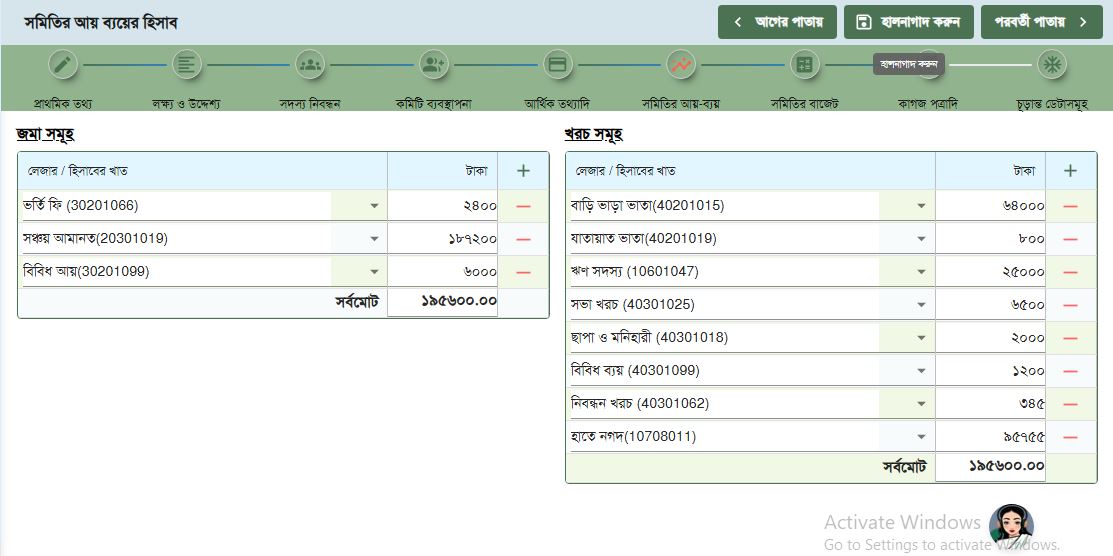 সমিতির আয় ব্যয়ের হিসাব
আগের পাতায়
হালনাগাদ করুন
পরবর্তী পাতায়
হালনাগাদ করুন
প্রাথমিক তথ্য
লক্ষ্য ও উদ্দেশ্য
সদস্য নিবন্ধন
কমিটি ব্যবস্থাপনা
আর্থিক তথ্যাদি
সমিতির আয়-ব্যয়
সমিতির বাজেট
কাগজ পত্রাদি
চূড়ান্ত ডেটাসমূহ
জমা সমূহ
লেজার / হিসাবের খাত টাকা +
ভর্তি ফি (30201066) ২৪০০
সঞ্চয় আমানত(20301019) ১৮৭২০০
বিবিধ আয়(30201099) ৬০০০
সর্বমোট ১৯৫৬০০.০০
খরচ সমূহ
লেজার / হিসাবের খাত টাকা +
বাড়ি ভাড়া ভাতা(40201015) ৬৪০০০
যাতায়াত ভাতা(40201019) ৮০০
ঋণ সদস্য (10601047) ২৫০০০
সভা খরচ (40301025) ৬৫০০
ছাপা ও মনিহারী (40301018) ২০০০
বিবিধ ব্যয় (40301099) ১২০০
নিবন্ধন খরচ (40301062) ৩৪৫
হাতে নগদ(10708011) ৯৫৭৫৫
সর্বমোট ১৯৫৬০০.০০
Activate Windows
Go to Settings to activate Windows.